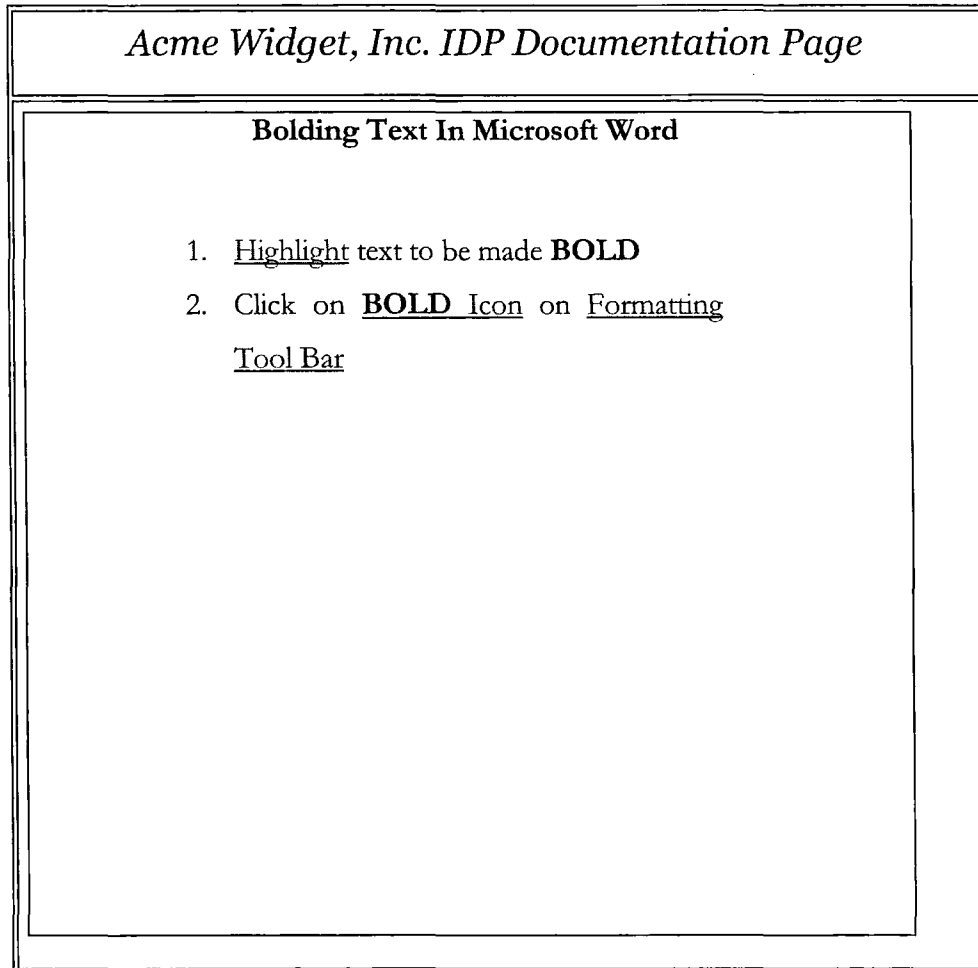 Acme Widget, Inc. IDP Documentation Page
Bolding Text In Microsoft Word
1. Highlight text to be made BOLD
2. Click on BOLD Icon on Formatting
Tool Bar